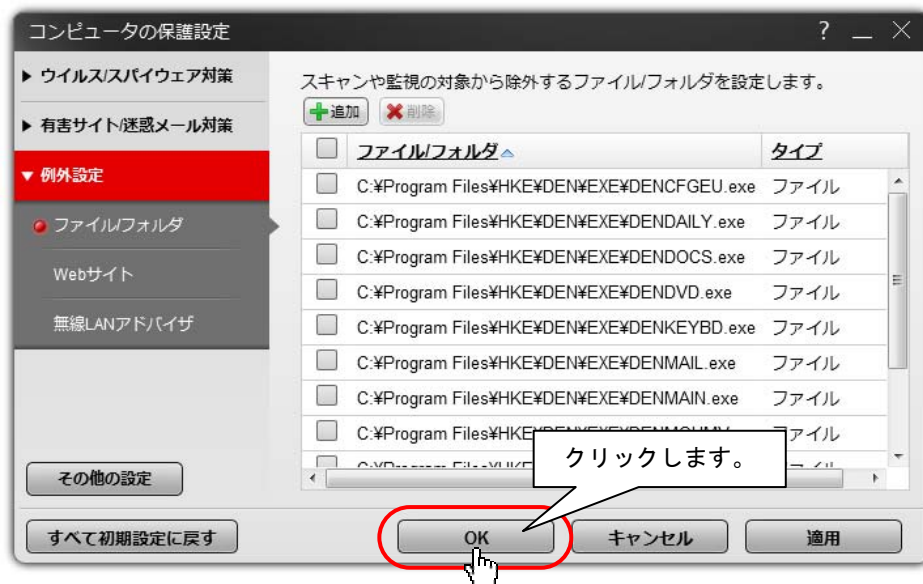 コンピュータの保護設定
? _ ×
▶ ウイルス/スパイウェア対策
▶ 有害サイト/迷惑メール対策
▼ 例外設定
ファイル/フォルダ
Webサイト
無線LANアドバイザ
その他の設定
すべて初期設定に戻す
スキャンや監視の対象から除外するファイル/フォルダを設定します。
追加 削除
ファイル/フォルダ タイプ
C:¥Program Files¥HKE¥DEN¥EXE¥DENCFGEU.exe ファイル
C:¥Program Files¥HKE¥DEN¥EXE¥DENDAILY.exe ファイル
C:¥Program Files¥HKE¥DEN¥EXE¥DENDOCS.exe ファイル
C:¥Program Files¥HKE¥DEN¥EXE¥DENDVD.exe ファイル
C:¥Program Files¥HKE¥DEN¥EXE¥DENKEYBD.exe ファイル
C:¥Program Files¥HKE¥DEN¥EXE¥DENMAIL.exe ファイル
C:¥Program Files¥HKE¥DEN¥EXE¥DENMAIN.exe ファイル
C:¥Program Files¥HKE
クリックします。
OK キャンセル 適用